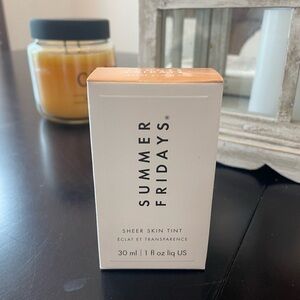 SUMMER
FRIDAYS®
SHEER SKIN TINT
ÉCLAT ET TRANSPARENCE
30 ml | 1 fl oz liq US